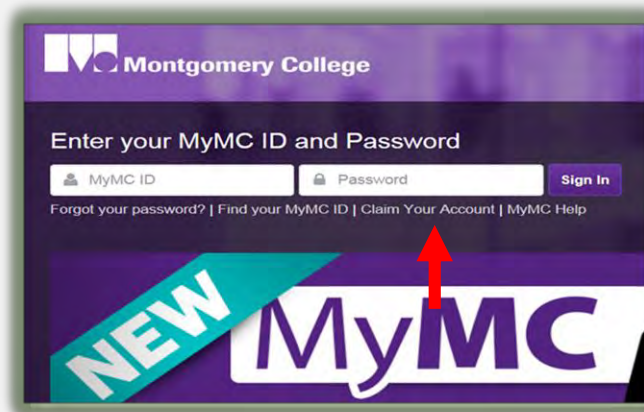 Montgomery College
Enter your MyMC ID and Password
MyMC ID Password Sign In
Forgot your password? | Find your MyMC ID | Claim Your Account | MyMC Help
NEW
MyMC